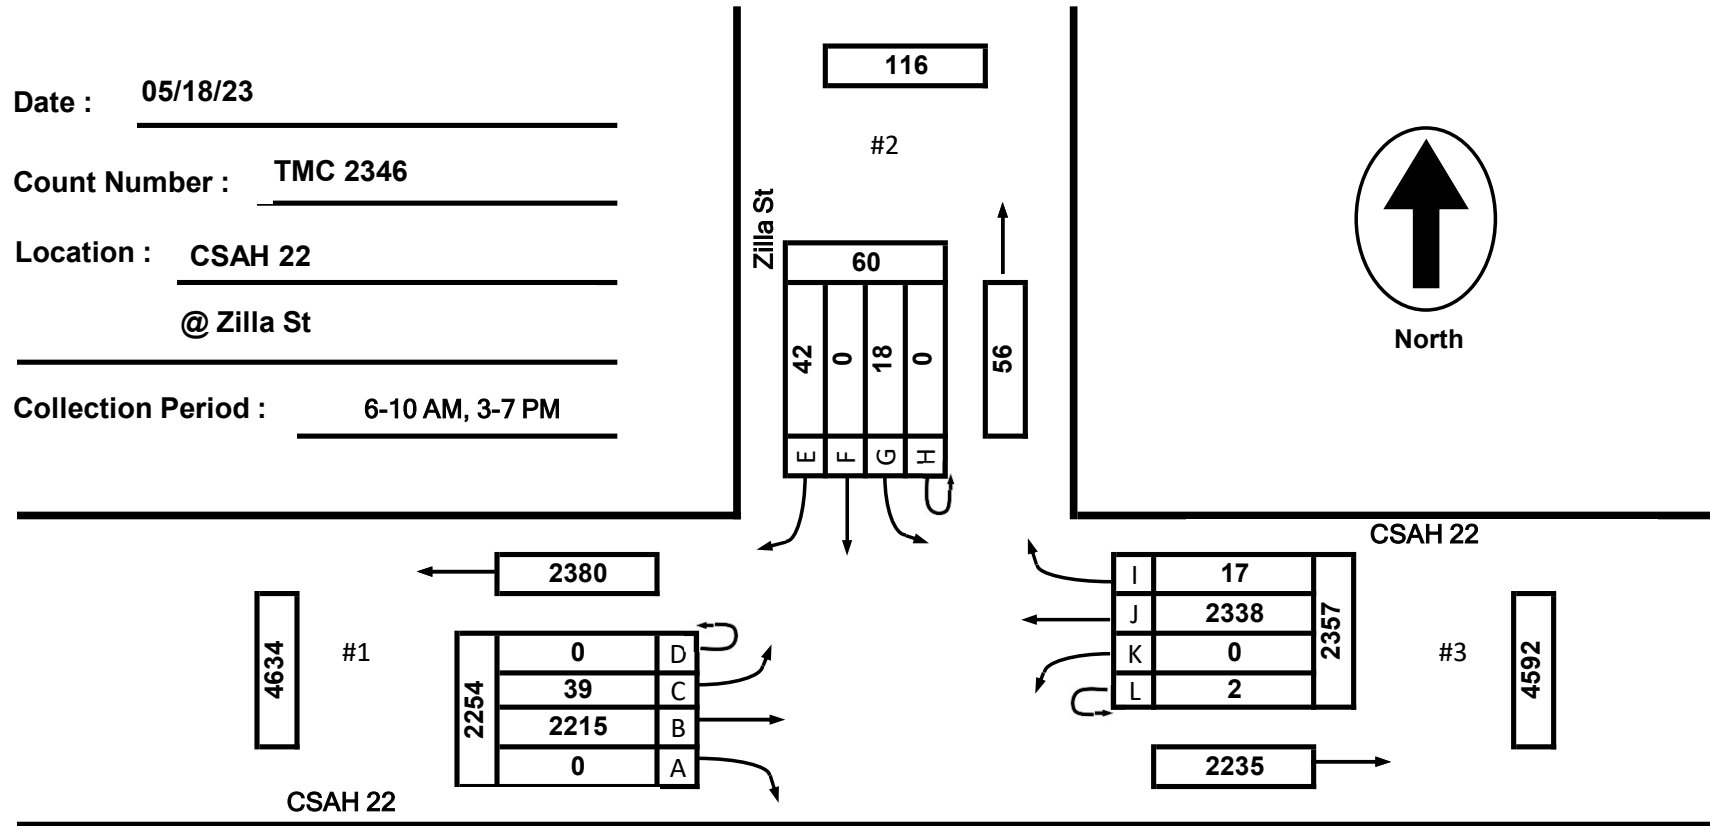 Date : 05/18/23
Count Number : TMC 2346
Location : CSAH 22
@ Zilla St
Collection Period : 6-10 AM, 3-7 PM
116
#2
Zilla St
60
42 0 18 0
E F G H
56
North
CSAH 22
2380
4634
#1
2254
0 D
39 C
2215 B
0 A
CSAH 22
I 17
J 2338
K 0
L 2
2357
#3
4592
2235